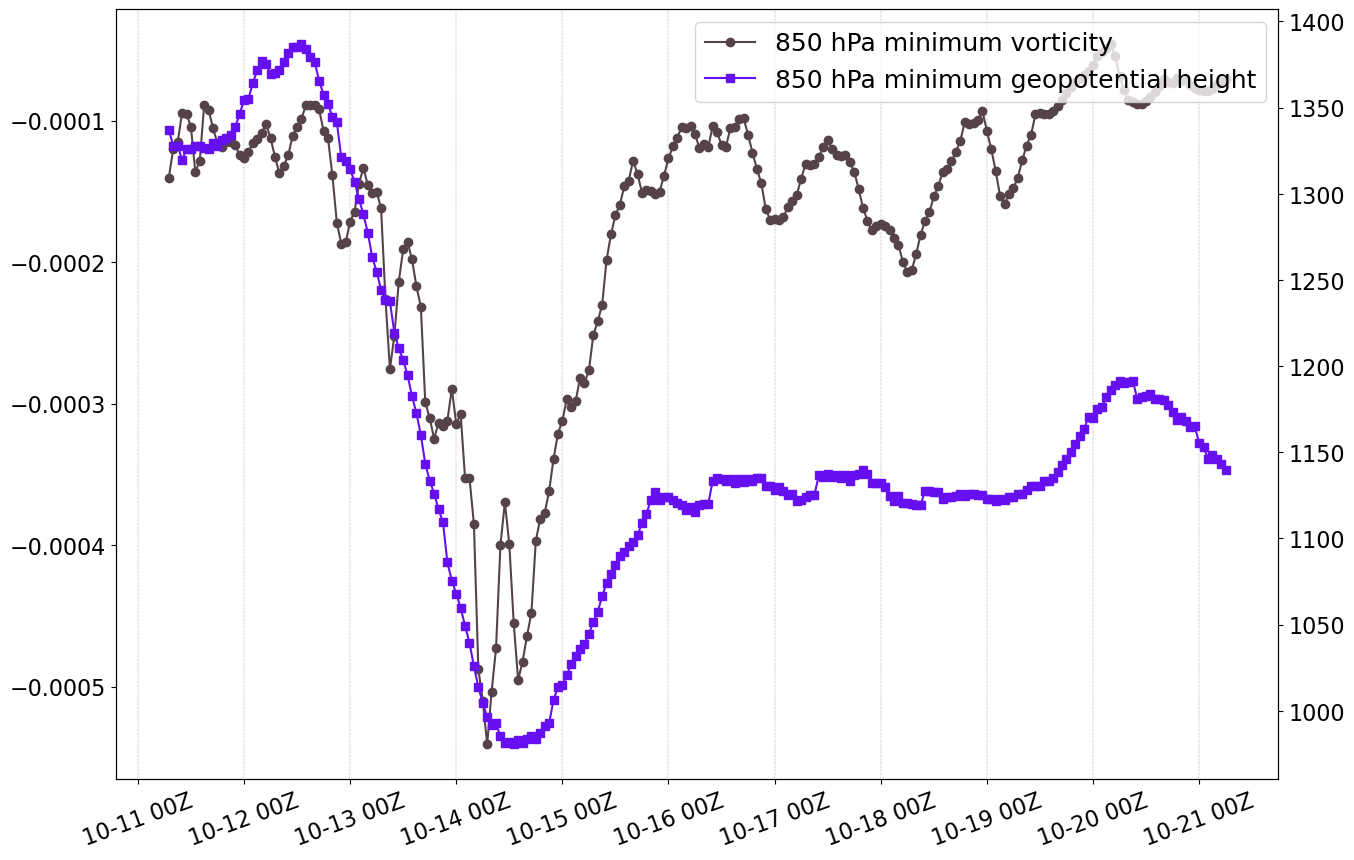 850 hPa minimum vorticity
850 hPa minimum geopotential height
−0.0001
−0.0002
−0.0003
−0.0004
−0.0005
1400
1350
1300
1250
1200
1150
1100
1050
1000
10-11 00Z
10-12 00Z
10-13 00Z
10-14 00Z
10-15 00Z
10-16 00Z
10-17 00Z
10-18 00Z
10-19 00Z
10-20 00Z
10-21 00Z